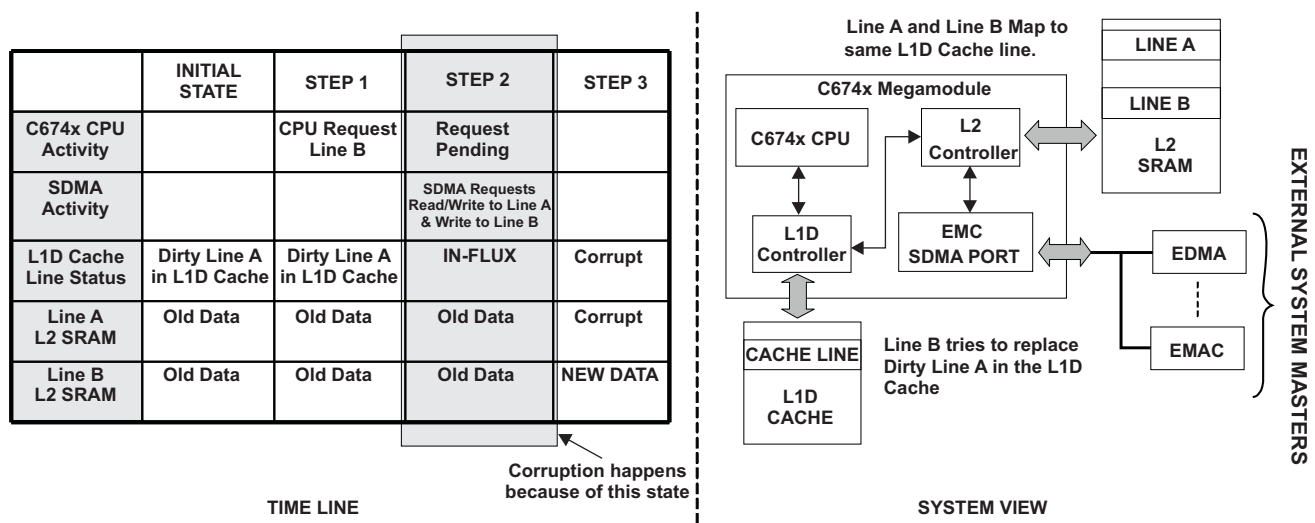 INITIAL
STATE
STEP 1
STEP 2
STEP 3
C674x CPU
Activity
CPU Request
Line B
Request
Pending
SDMA
Activity
SDMA Requests
Read/Write to Line A
& Write to Line B
L1D Cache
Line Status
Dirty Line A
in L1D Cache
Dirty Line A
in L1D Cache
IN-FLUX
Corrupt
Line A
L2 SRAM
Old Data
Old Data
Old Data
Corrupt
Line B
L2 SRAM
Old Data
Old Data
Old Data
NEW DATA
Corruption happens
because of this state
TIME LINE
Line A and Line B Map to
same L1D Cache line.
C674x Megamodule
C674x CPU
L2
Controller
L1D
Controller
EMC
SDMA PORT
LINE A
LINE B
L2
SRAM
EDMA
EMAC
EXTERNAL SYSTEM MASTERS
CACHE LINE
L1D
CACHE
Line B tries to replace
Dirty Line A in the L1D
Cache
SYSTEM VIEW